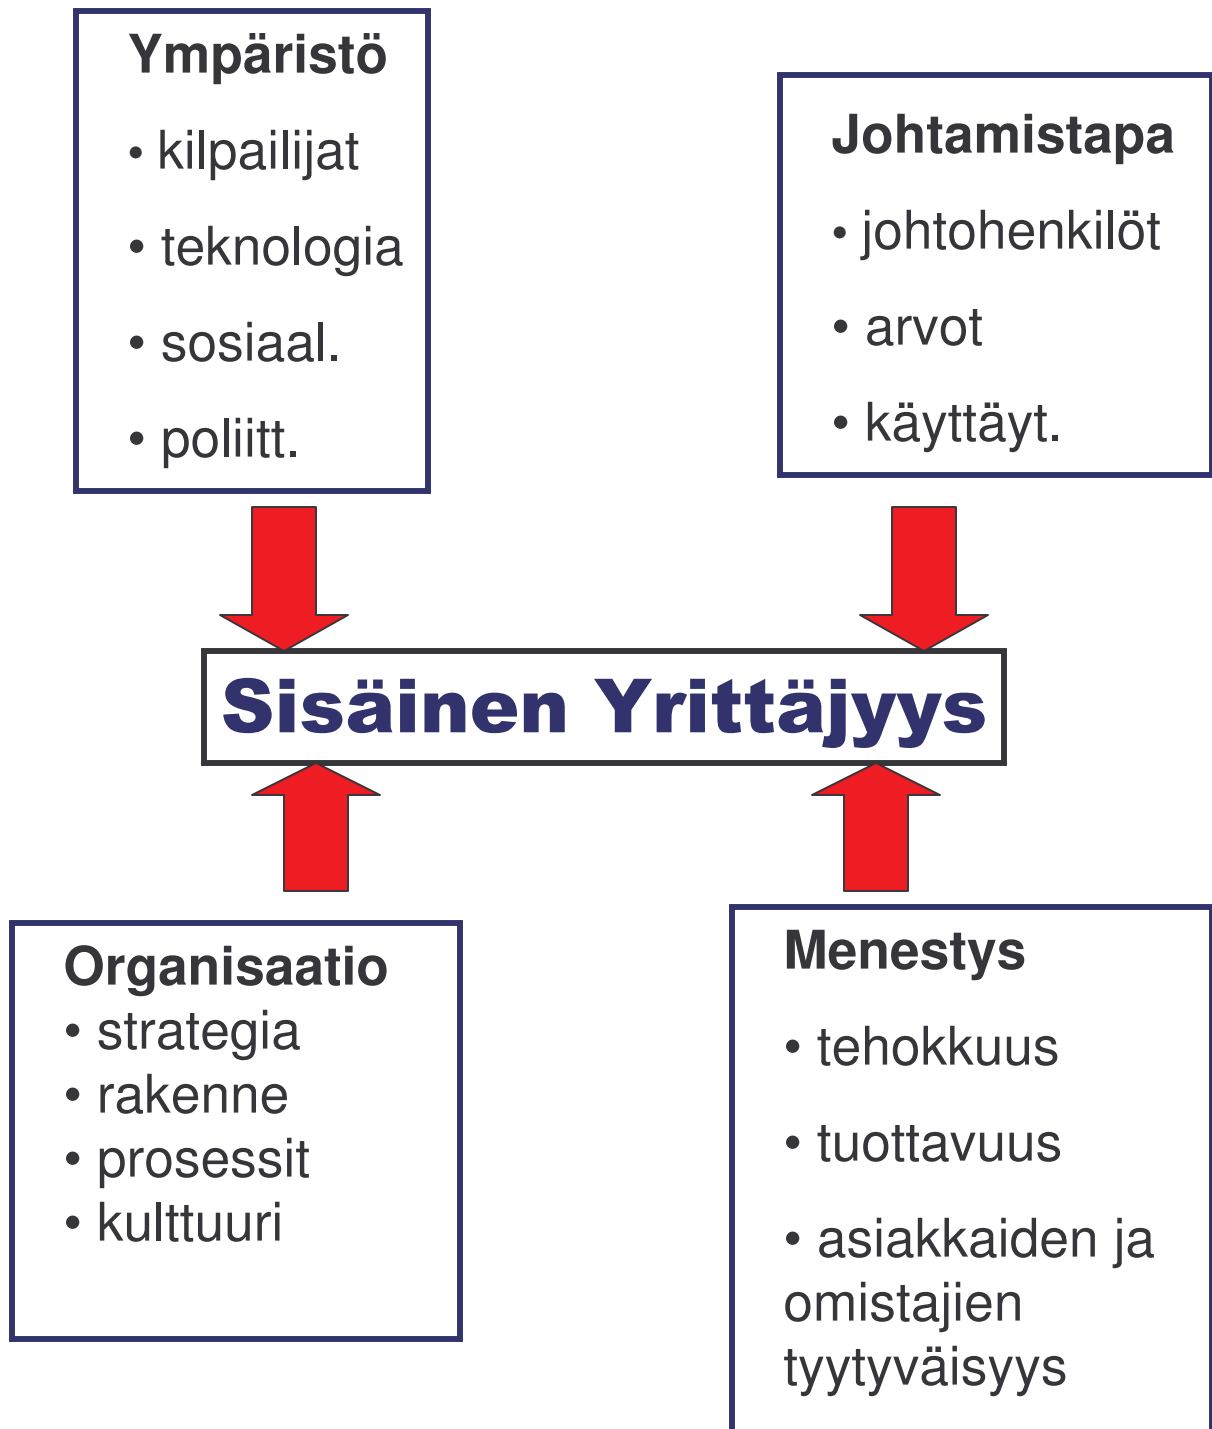 Ympäristö
• kilpailijat
• teknologia
• sosiaal.
• poliitt.
Johtamistapa
• johtohenkilöt
• arvot
• käyttäyt.
Sisäinen Yrittäjyys
Organisaatio
• strategia
• rakenne
• prosessit
• kulttuuri
Menestys
• tehokkuus
• tuottavuus
• asiakkaiden ja
omistajien
tyytyväisyys